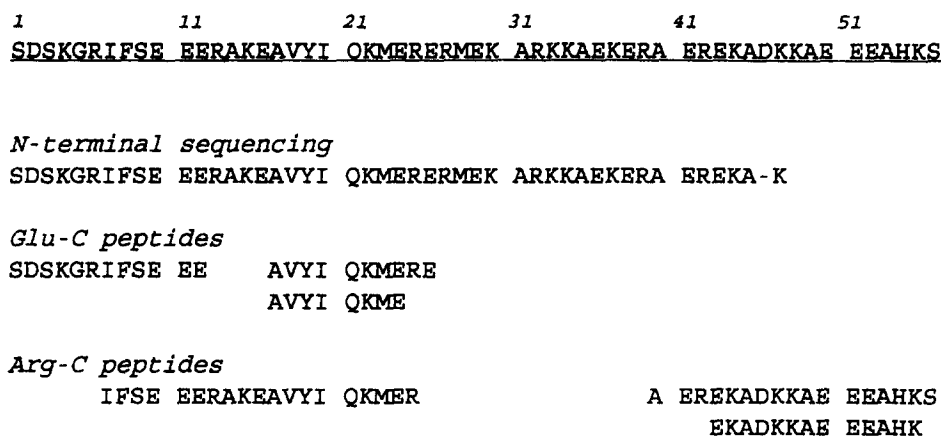 1 11 21 31 41 51
SDSKGRIFSE EERAKEAVYI QKMERERMEK ARKKAEKERA EREKADKKAE EEAHKS
N-terminal sequencing
SDSKGRIFSE EERAKEAVYI QKMERERMEK ARKKAEKERA EREKA-K
Glu-C peptides
SDSKGRIFSE EE AVYI QKMERE
AVYI QKME
Arg-C peptides
IFSE EERAKEAVYI QKMER A EREKADKKAE EEAHKS
EKADKKAE EEAHK